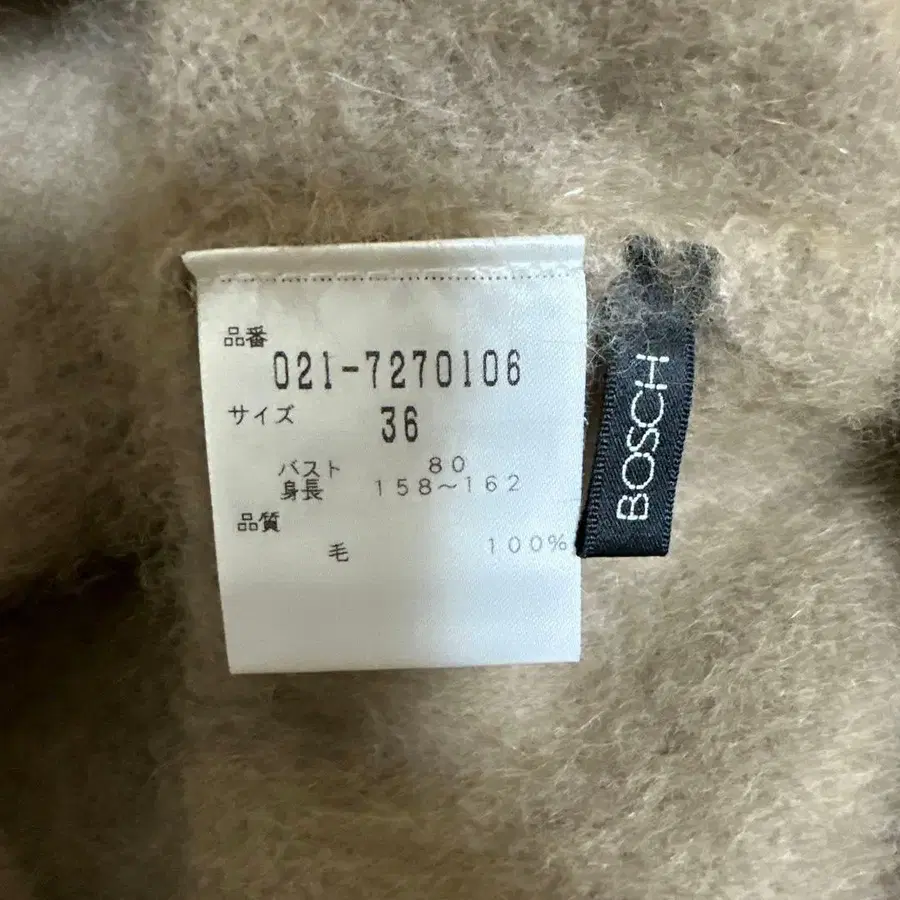 品番
021-7270106
サイズ
36
バスト 80
身長 158～162
品質
毛 100%
BOSCH